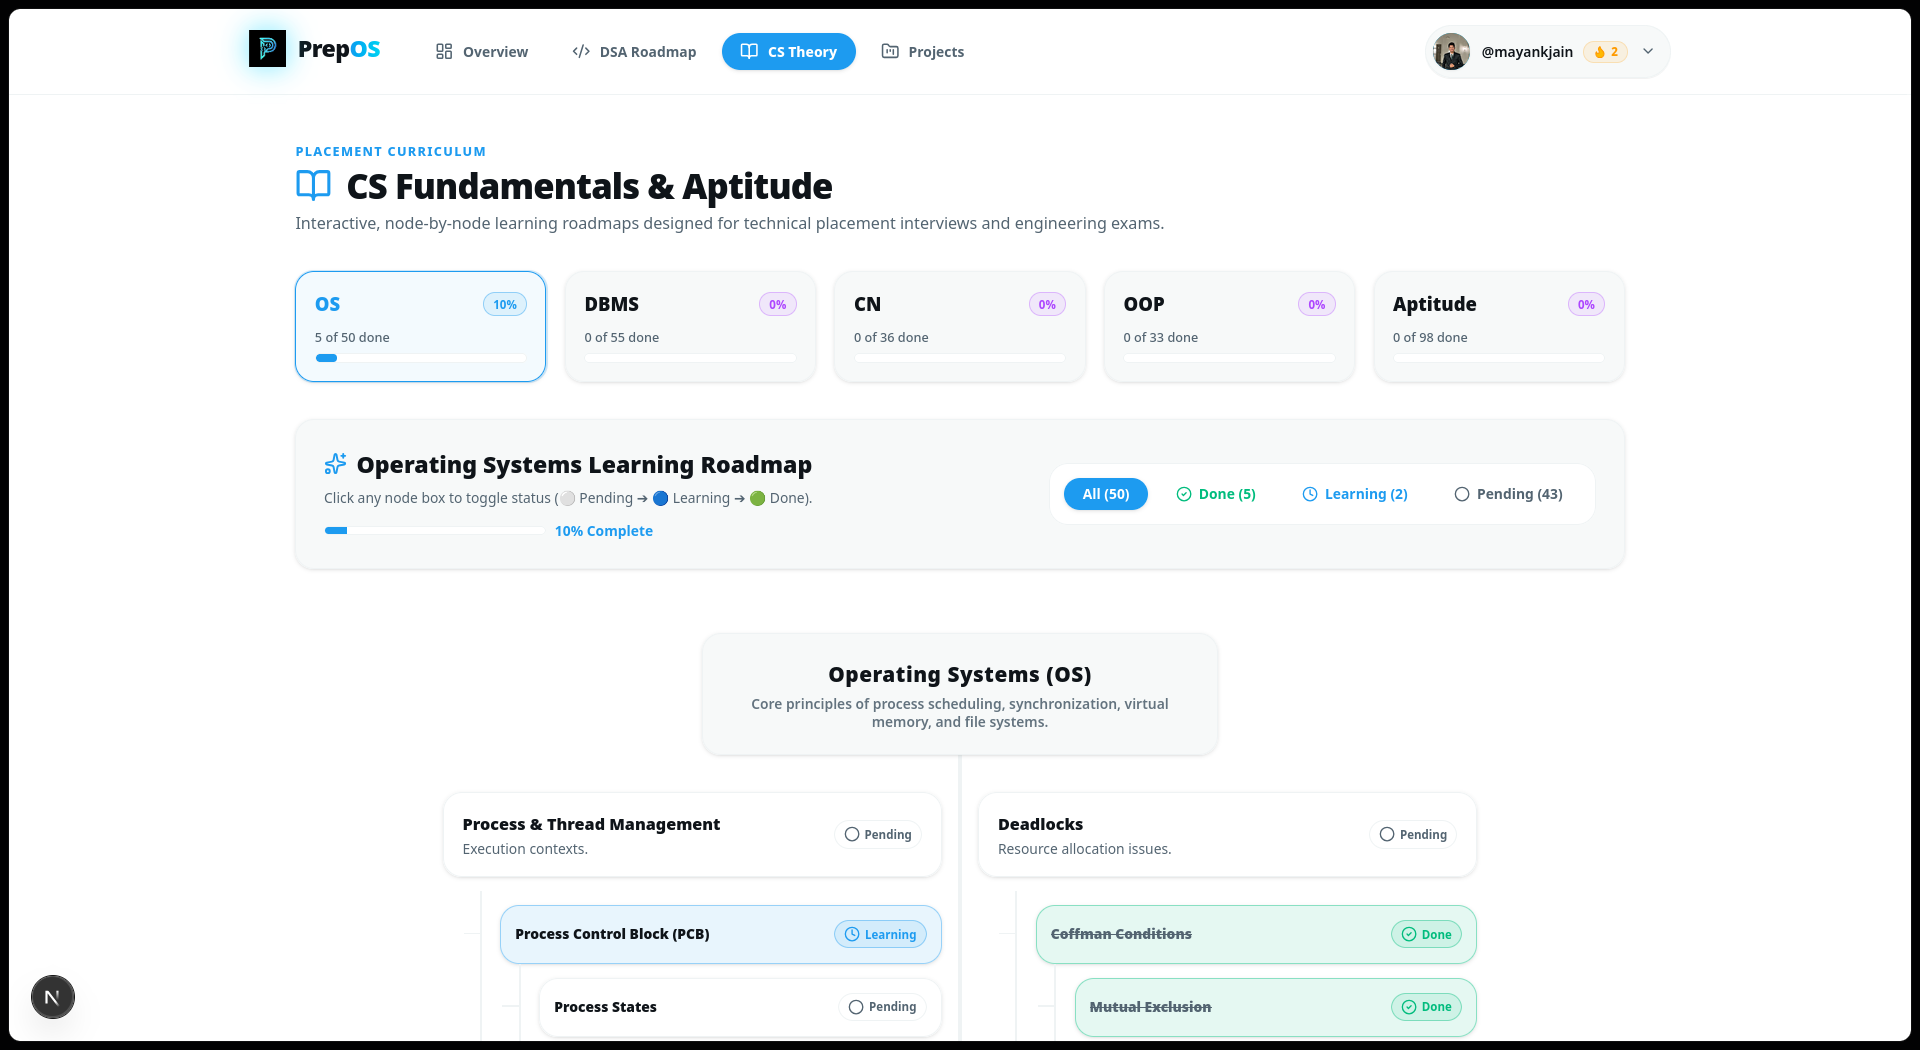 PrepOS
Overview
DSA Roadmap
CS Theory
Projects
@mayankjain
2
PLACEMENT CURRICULUM
CS Fundamentals & Aptitude
Interactive, node-by-node learning roadmaps designed for technical placement interviews and engineering exams.
OS
10%
5 of 50 done
DBMS
0%
0 of 55 done
CN
0%
0 of 36 done
OOP
0%
0 of 33 done
Aptitude
0%
0 of 98 done
Operating Systems Learning Roadmap
Click any node box to toggle status (⚪ Pending ➔ 🔵 Learning ➔ 🟢 Done).
10% Complete
All (50)
Done (5)
Learning (2)
Pending (43)
Operating Systems (OS)
Core principles of process scheduling, synchronization, virtual
memory, and file systems.
Process & Thread Management
Execution contexts.
Pending
Deadlocks
Resource allocation issues.
Pending
Process Control Block (PCB)
Learning
Coffman Conditions
Done
Process States
Pending
Mutual Exclusion
Done
N